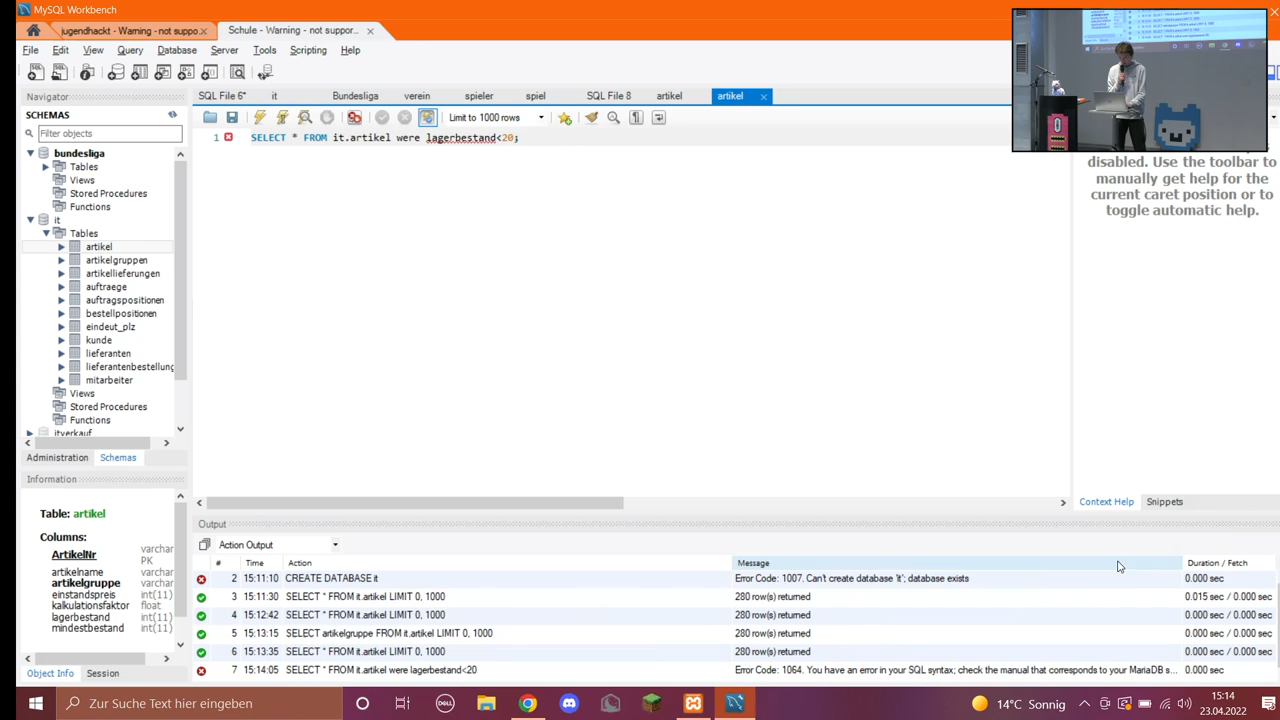 MySQL Workbench
jugendhackt - Warning - not suppo... ×
Schule - Warning - not suppor... ×
File Edit View Query Database Server Tools Scripting Help
Navigator
SCHEMAS
Filter objects
bundesliga
Tables
Views
Stored Procedures
Functions
it
Tables
artikel
artikelgruppen
artikellieferungen
auftraege
auftragspositionen
bestellpositionen
eindeut_plz
kunde
lieferanten
lieferantenbestellung
mitarbeiter
Views
Stored Procedures
Functions
itverkauf
Administration Schemas
Information
Table: artikel
Columns:
ArtikelNr varchar
PK
artikelname varchar
artikelgruppe varchar
einstandspreis int(11)
kalkulationsfaktor float
lagerbestand int(11)
mindestbestand int(11)
Object Info Session
SQL File 6* it Bundesliga verein spieler spiel SQL File 8 artikel artikel ×
Limit to 1000 rows
1 SELECT * FROM it.artikel were lagerbestand<20;
disabled. Use the toolbar to
manually get help for the
current caret position or to
toggle automatic help.
Context Help Snippets
Output
Action Output
# Time Action Message Duration / Fetch
2 15:11:10 CREATE DATABASE it Error Code: 1007. Can't create database 'it'; database exists 0.000 sec
3 15:11:30 SELECT * FROM it.artikel LIMIT 0, 1000 280 row(s) returned 0.015 sec / 0.000 sec
4 15:12:42 SELECT * FROM it.artikel LIMIT 0, 1000 280 row(s) returned 0.000 sec / 0.000 sec
5 15:13:15 SELECT artikelgruppe FROM it.artikel LIMIT 0, 1000 280 row(s) returned 0.000 sec / 0.000 sec
6 15:13:35 SELECT * FROM it.artikel LIMIT 0, 1000 280 row(s) returned 0.000 sec / 0.000 sec
7 15:14:05 SELECT * FROM it.artikel were lagerbestand<20 Error Code: 1064. You have an error in your SQL syntax; check the manual that corresponds to your MariaDB s... 0.000 sec
Zur Suche Text hier eingeben
DELL
14°C Sonnig
15:14
23.04.2022